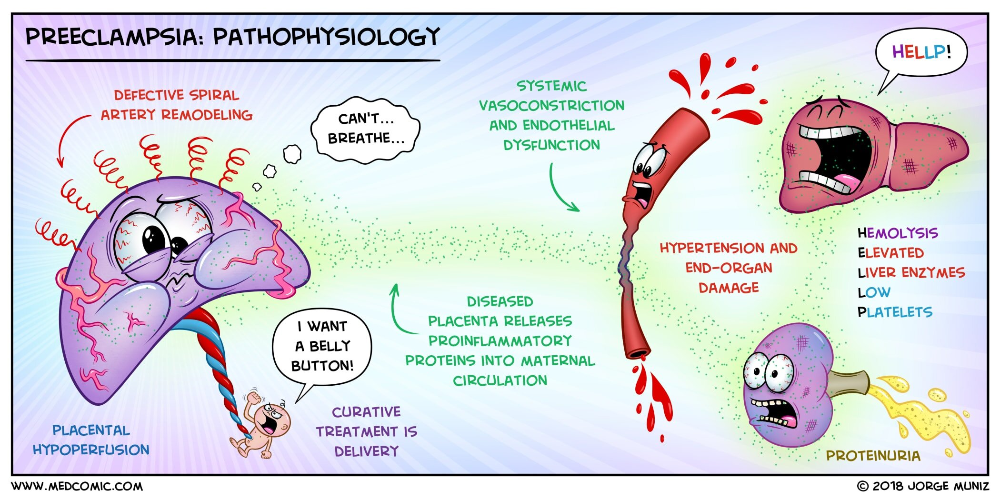 PREECLAMPSIA: PATHOPHYSIOLOGY
DEFECTIVE SPIRAL
ARTERY REMODELING
CAN'T...
BREATHE...
SYSTEMIC
VASOCONSTRICTION
AND ENDOTHELIAL
DYSFUNCTION
HELLP!
HYPERTENSION AND
END-ORGAN
DAMAGE
HEMOLYSIS
ELEVATED
LIVER ENZYMES
LOW
PLATELETS
DISEASED
PLACENTA RELEASES
PROINFLAMMATORY
PROTEINS INTO MATERNAL
CIRCULATION
I WANT
A BELLY
BUTTON!
CURATIVE
TREATMENT IS
DELIVERY
PLACENTAL
HYPOPERFUSION
PROTEINURIA
WWW.MEDCOMIC.COM
© 2018 JORGE MUNIZ